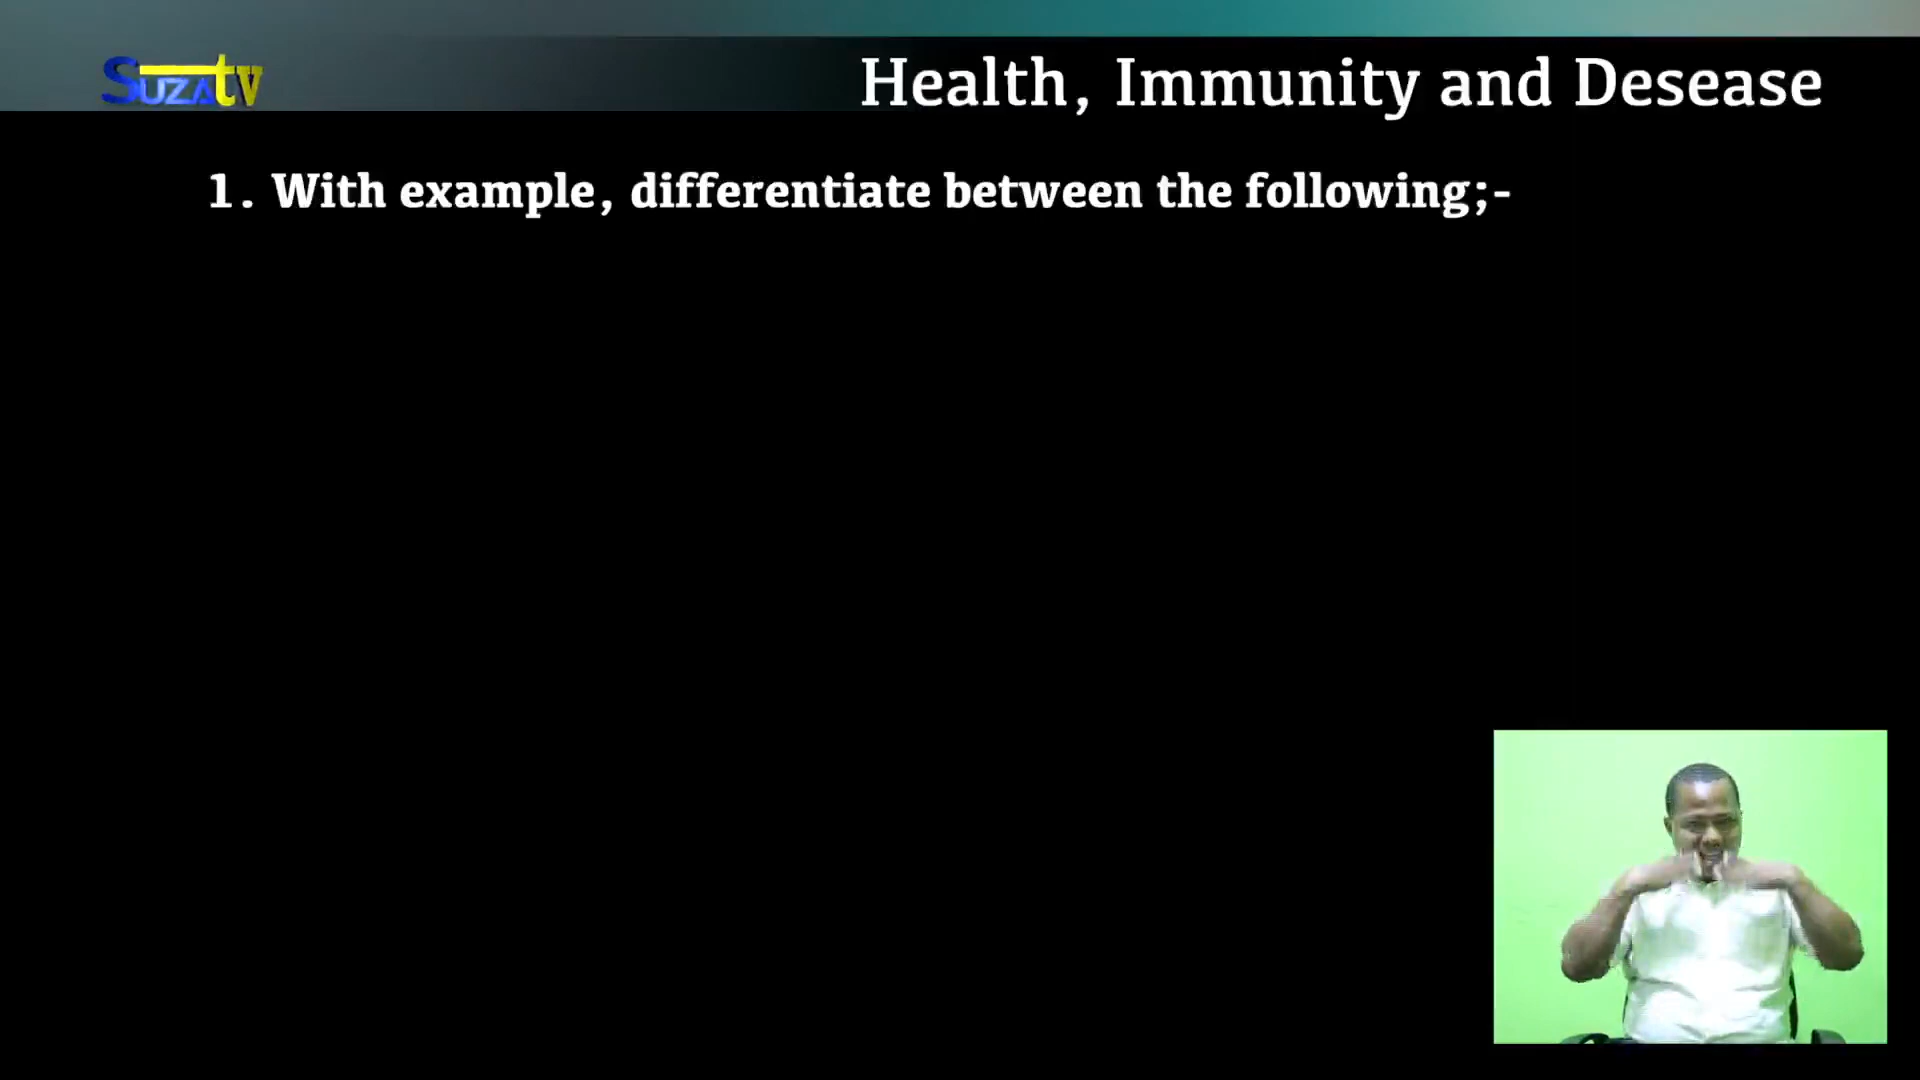 SUZAtv
Health, Immunity and Desease
1. With example, differentiate between the following;-